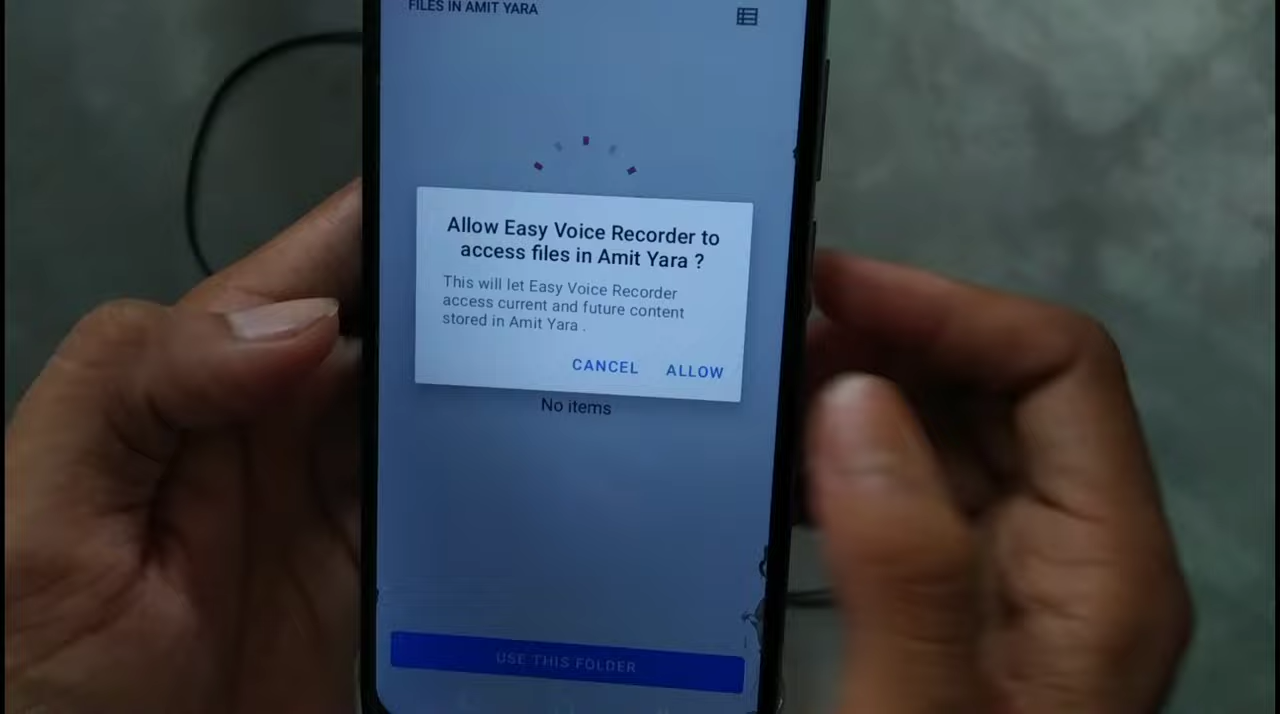 FILES IN AMIT YARA
Allow Easy Voice Recorder to
access files in Amit Yara ?
This will let Easy Voice Recorder
access current and future content
stored in Amit Yara .
CANCEL ALLOW
No items
USE THIS FOLDER